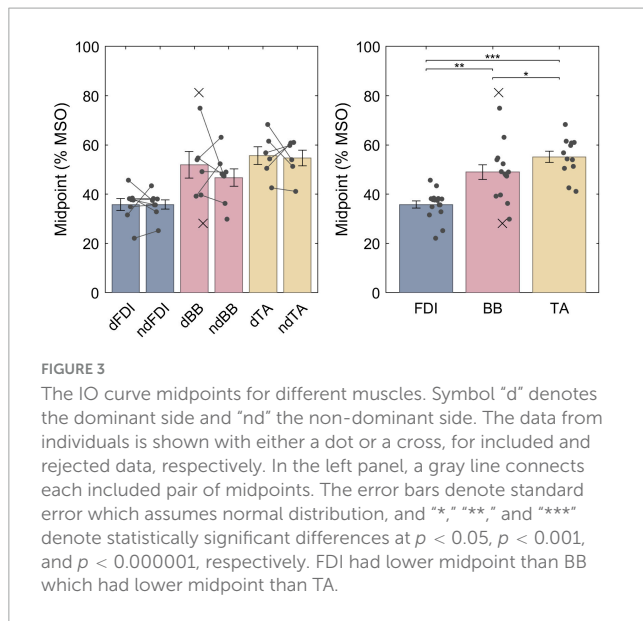 100
80
60
40
20
0
Midpoint (% MSO)
dFDI
ndFDI
dBB
ndBB
dTA
ndTA
100
80
60
40
20
0
Midpoint (% MSO)
***
**
*
FDI
BB
TA
FIGURE 3
The IO curve midpoints for different muscles. Symbol “d” denotes
the dominant side and “nd” the non-dominant side. The data from
individuals is shown with either a dot or a cross, for included and
rejected data, respectively. In the left panel, a gray line connects
each included pair of midpoints. The error bars denote standard
error which assumes normal distribution, and “*,” “**,” and “***”
denote statistically significant differences at p < 0.05, p < 0.001,
and p < 0.000001, respectively. FDI had lower midpoint than BB
which had lower midpoint than TA.